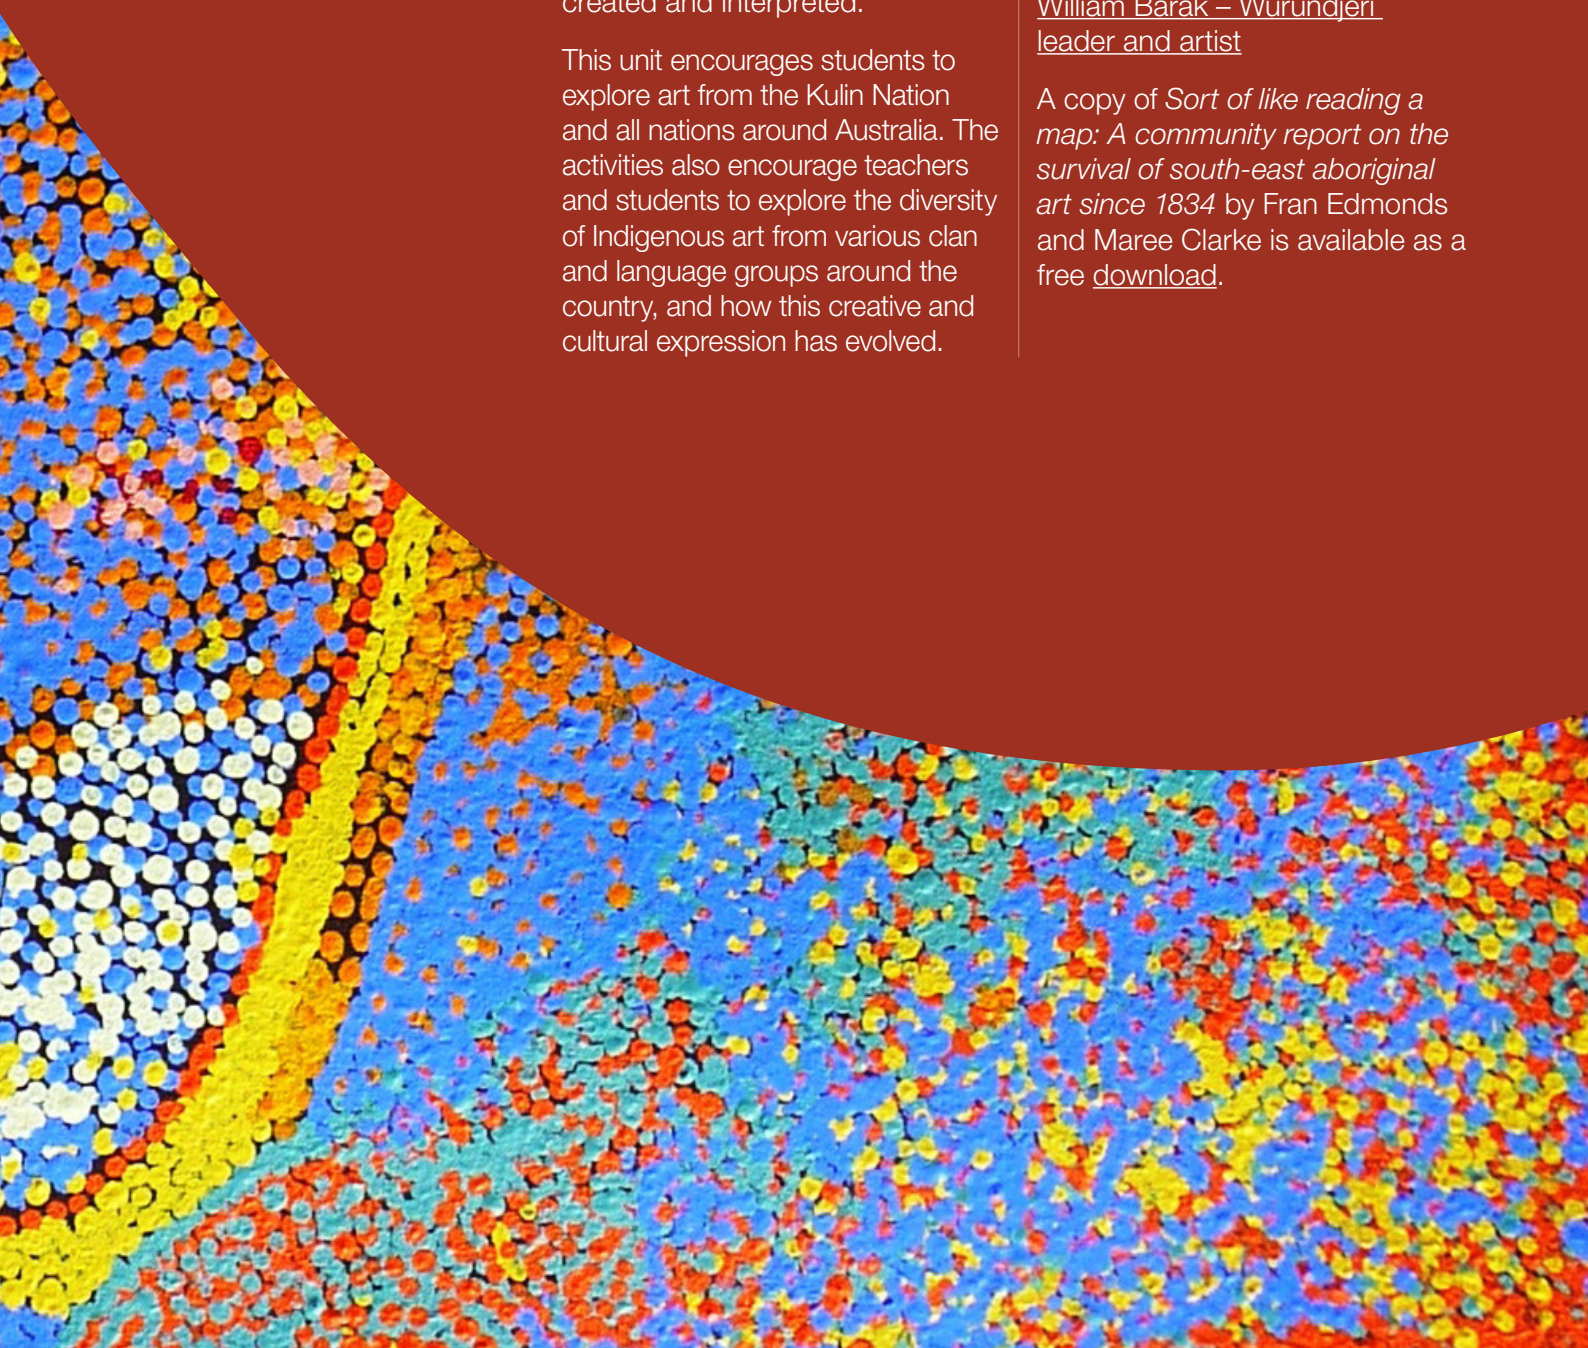 created and interpreted.
This unit encourages students to
explore art from the Kulin Nation
and all nations around Australia. The
activities also encourage teachers
and students to explore the diversity
of Indigenous art from various clan
and language groups around the
country, and how this creative and
cultural expression has evolved.
William Barak – Wurundjeri
leader and artist
A copy of Sort of like reading a
map: A community report on the
survival of south-east aboriginal
art since 1834 by Fran Edmonds
and Maree Clarke is available as a
free download.